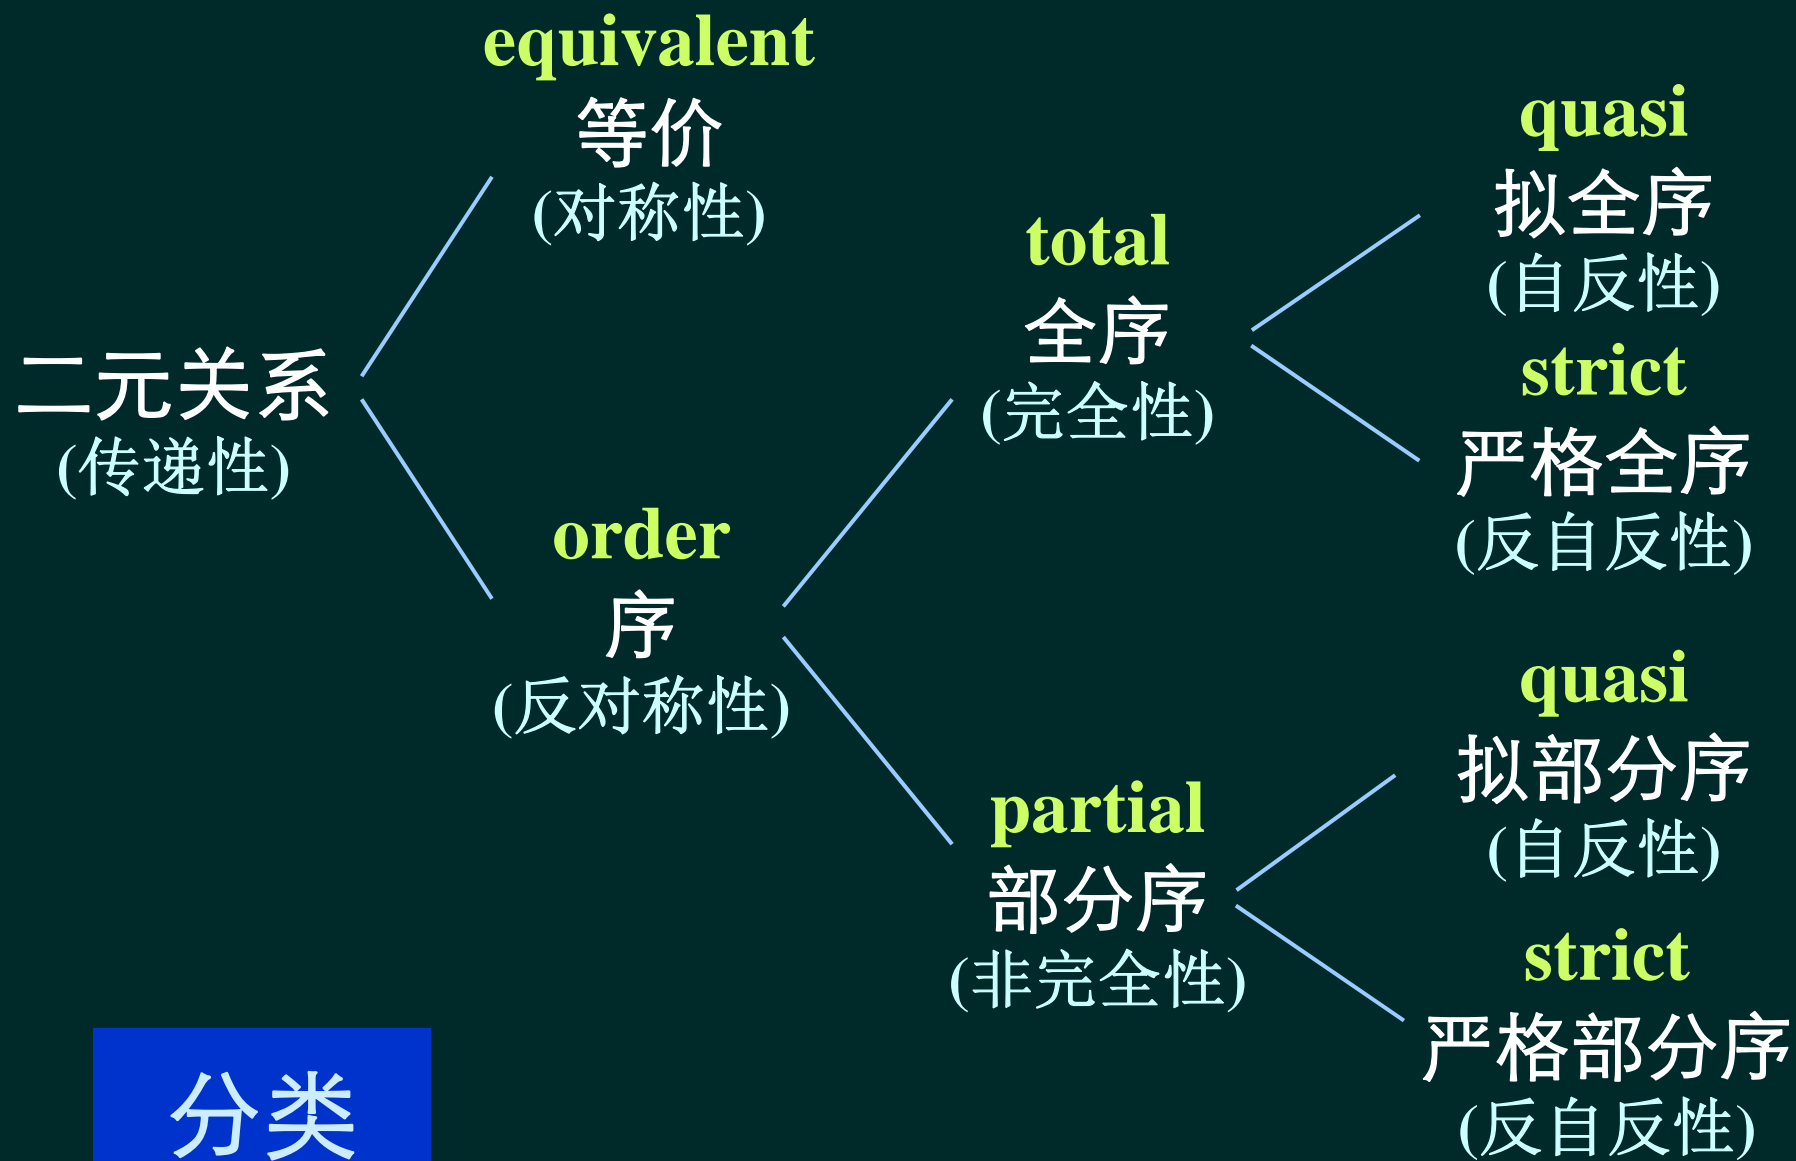 equivalent
等价
(对称性)
二元关系
(传递性)
order
序
(反对称性)
total
全序
(完全性)
partial
部分序
(非完全性)
quasi
拟全序
(自反性)
strict
严格全序
(反自反性)
quasi
拟部分序
(自反性)
strict
严格部分序
(反自反性)
分类